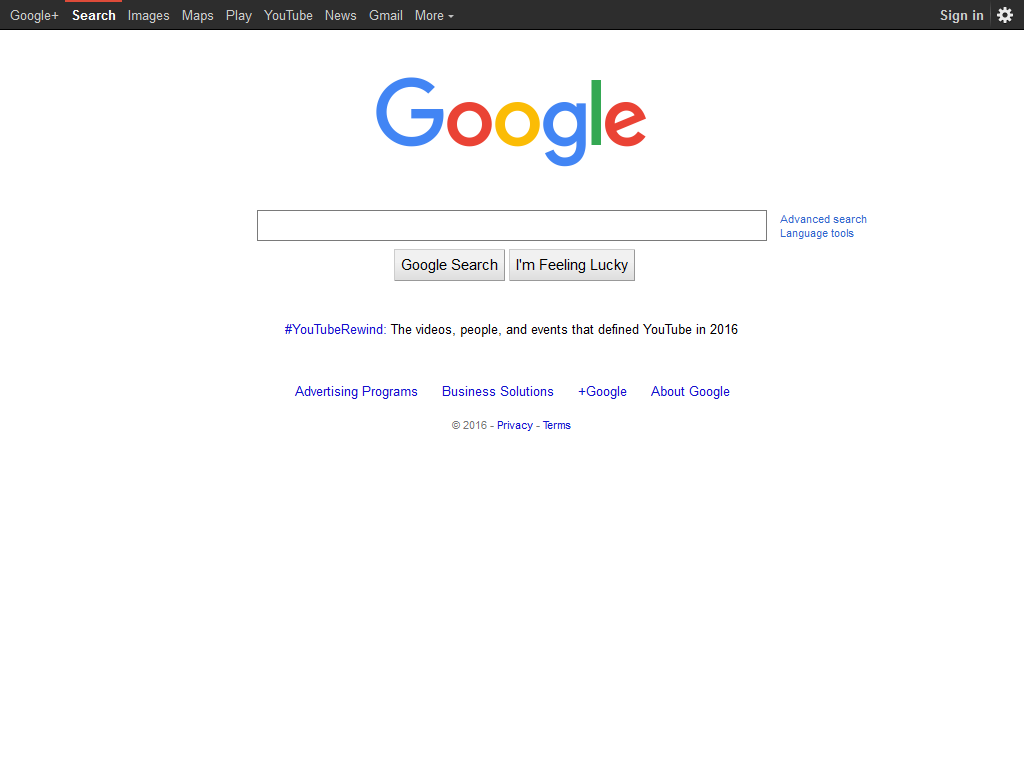 Google+ Search Images Maps Play YouTube News Gmail More Sign in
Google
Advanced search
Language tools
Google Search I'm Feeling Lucky
#YouTubeRewind: The videos, people, and events that defined YouTube in 2016
Advertising Programs Business Solutions +Google About Google
© 2016 - Privacy - Terms